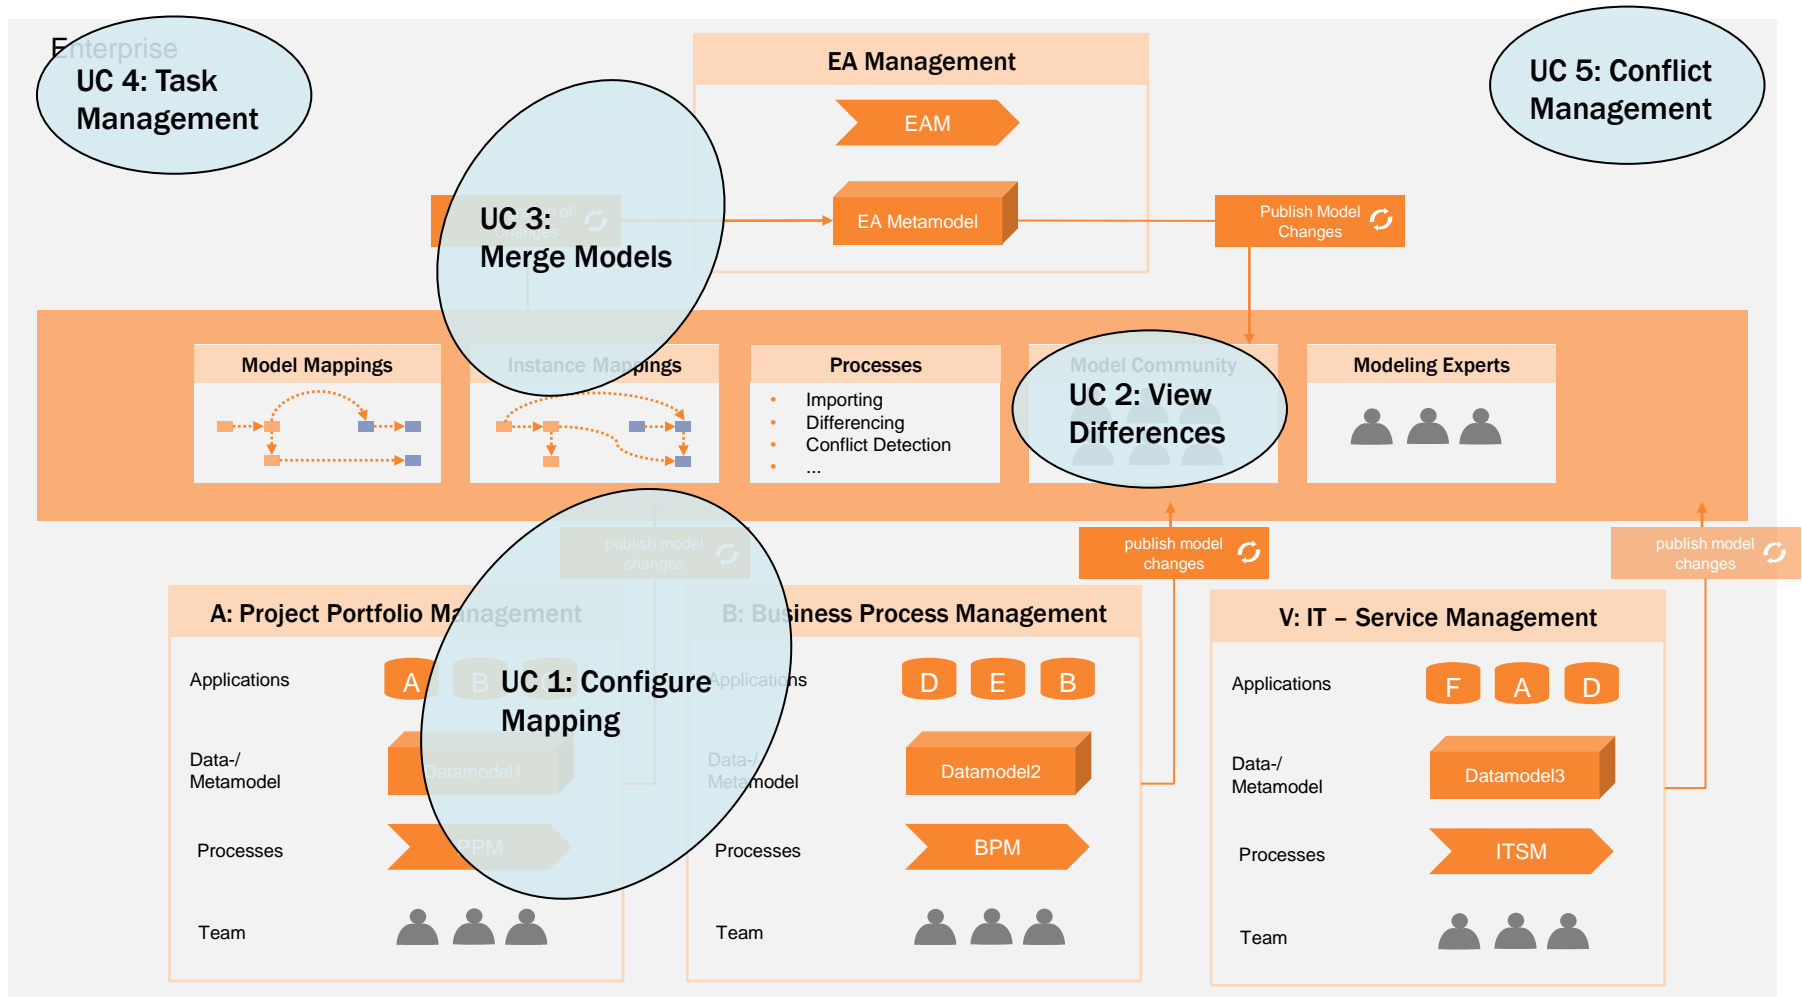 Enterprise
UC 4: Task
Management
EA Management
UC 5: Conflict
Management
EAM
UC 3:
Merge Models
of
EA Metamodel
Publish Model
Changes
Model Mappings
Instance Mappings
Processes
• Importing
• Differencing
• Conflict Detection
• ...
Model Community
UC 2: View
Differences
Modeling Experts
publish model
changes
publish model
changes
publish model
changes
A: Project Portfolio Management
Applications
A
B
UC 1: Configure
Mapping
Data-/
Metamodel
Datamodel1
Processes
PPM
Team
B: Business Process Management
Applications
D
E
B
Data-/
Metamodel
Datamodel2
Processes
BPM
Team
V: IT – Service Management
Applications
F
A
D
Data-/
Metamodel
Datamodel3
Processes
ITSM
Team